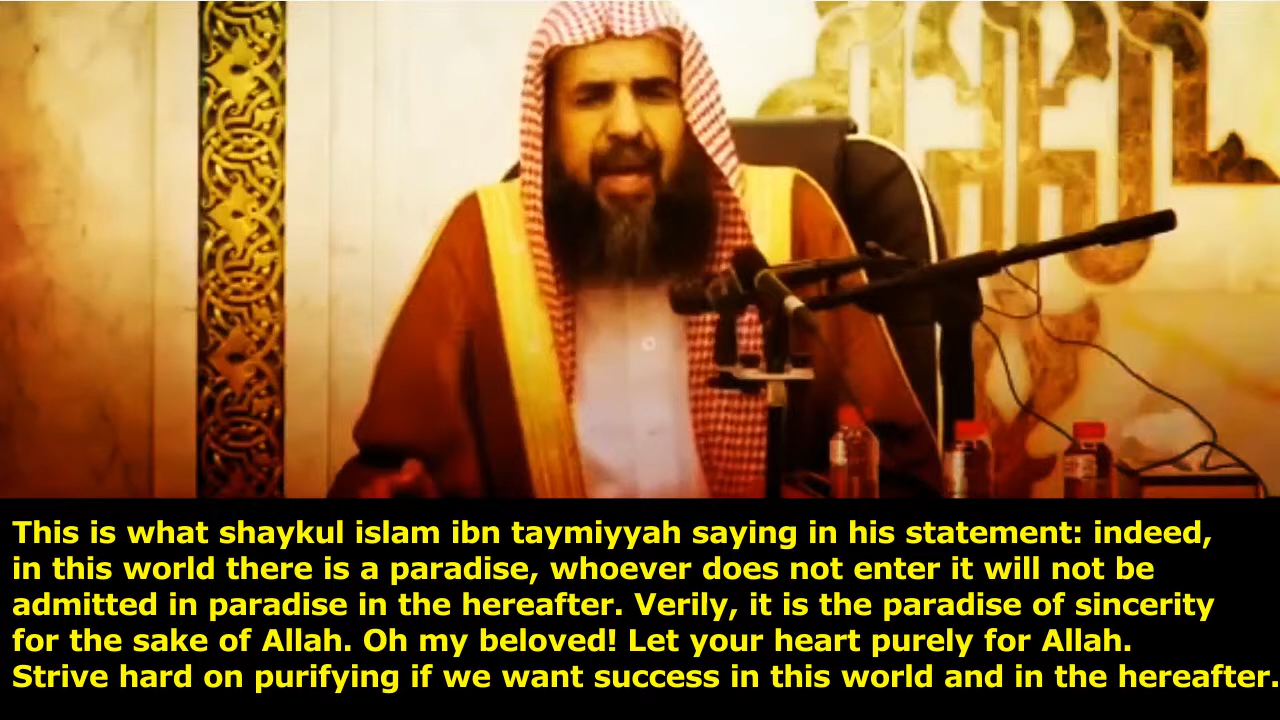 This is what shaykul islam ibn taymiyyah saying in his statement: indeed,
in this world there is a paradise, whoever does not enter it will not be
admitted in paradise in the hereafter. Verily, it is the paradise of sincerity
for the sake of Allah. Oh my beloved! Let your heart purely for Allah.
Strive hard on purifying if we want success in this world and in the hereafter.